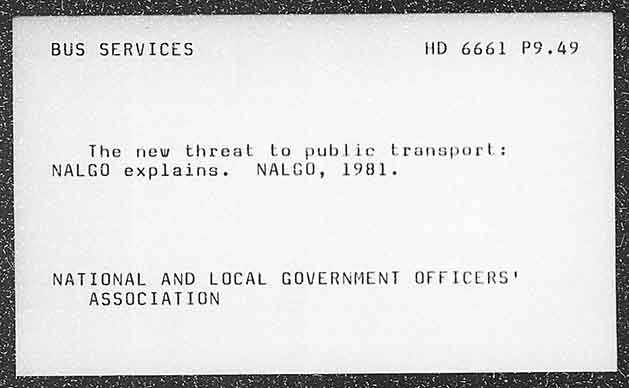 BUS SERVICES HD 6661 P9.49
The new threat to public transport:
NALGO explains. NALGO, 1981.
NATIONAL AND LOCAL GOVERNMENT OFFICERS'
ASSOCIATION